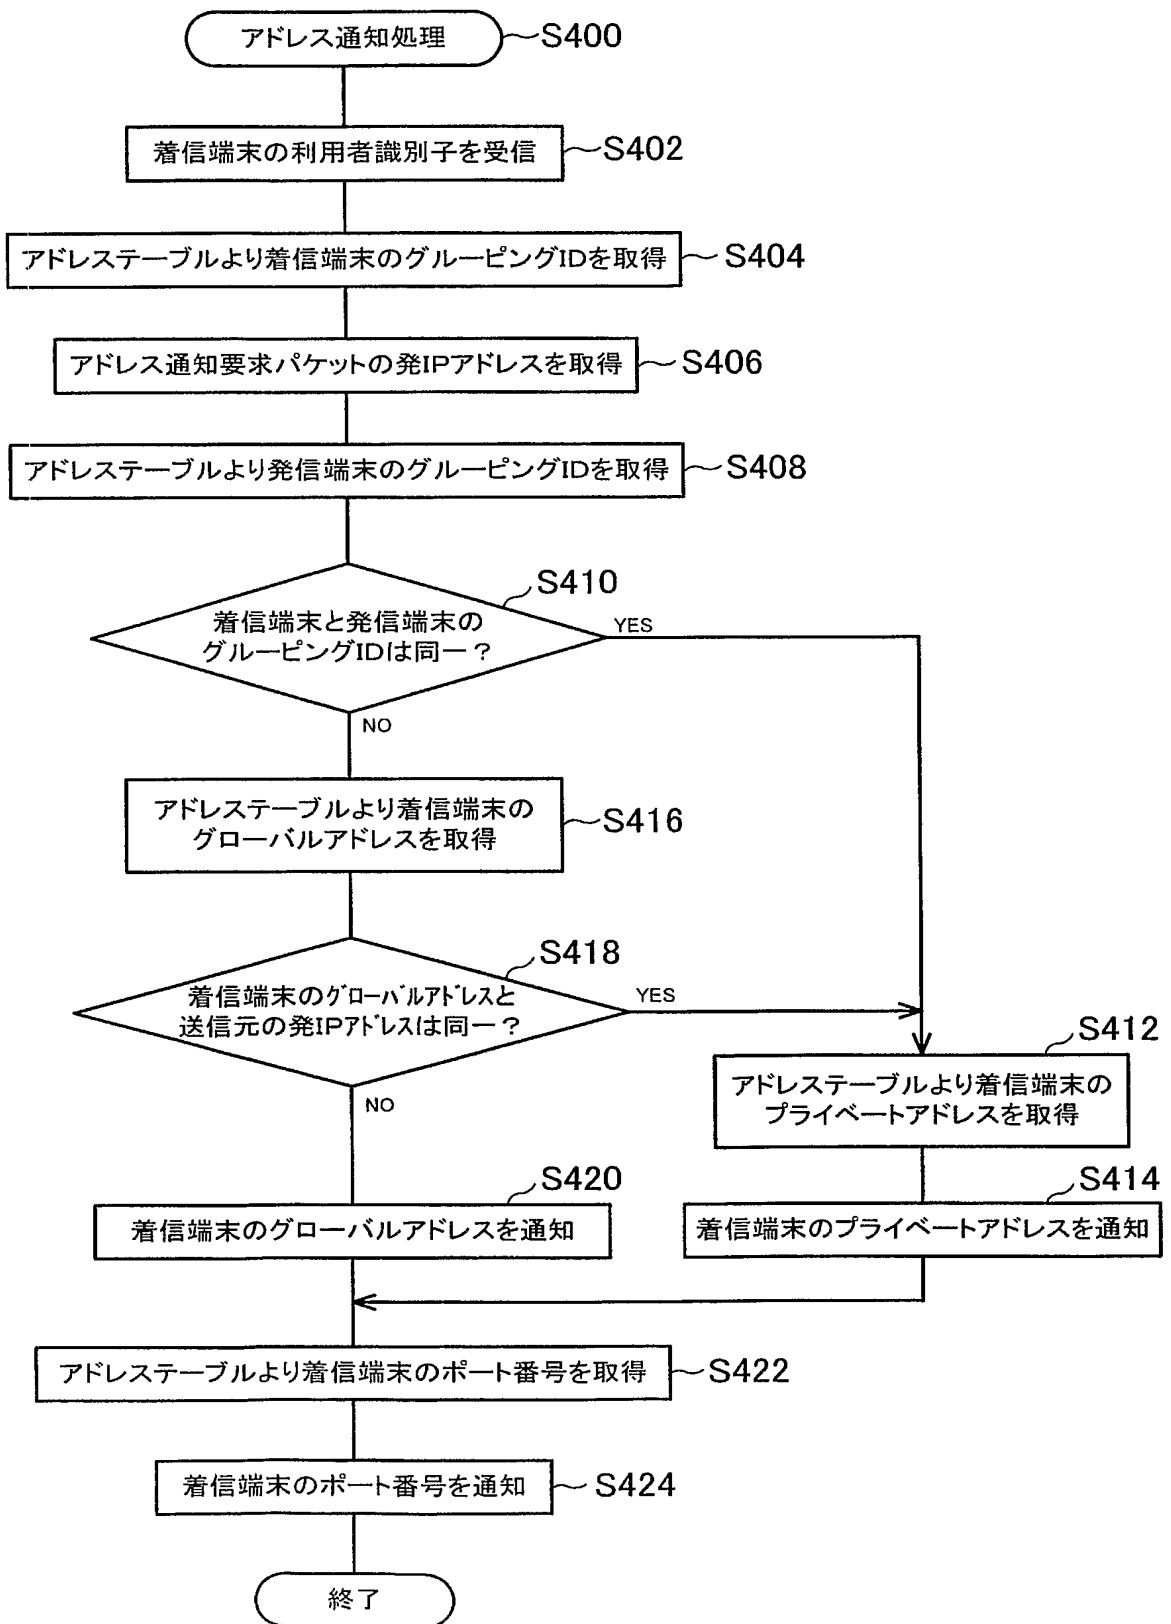 アドレス通知処理
S400
着信端末の利用者識別子を受信
S402
アドレステーブルより着信端末のグルーピングIDを取得
S404
アドレス通知要求パケットの発IPアドレスを取得
S406
アドレステーブルより発信端末のグルーピングIDを取得
S408
S410
着信端末と発信端末の
グルーピングIDは同一？
YES
NO
アドレステーブルより着信端末の
グローバルアドレスを取得
S416
S418
着信端末のグローバルアドレスと
送信元の発IPアドレスは同一？
YES
NO
S412
アドレステーブルより着信端末の
プライベートアドレスを取得
S420
着信端末のグローバルアドレスを通知
S414
着信端末のプライベートアドレスを通知
アドレステーブルより着信端末のポート番号を取得
S422
着信端末のポート番号を通知
S424
終了